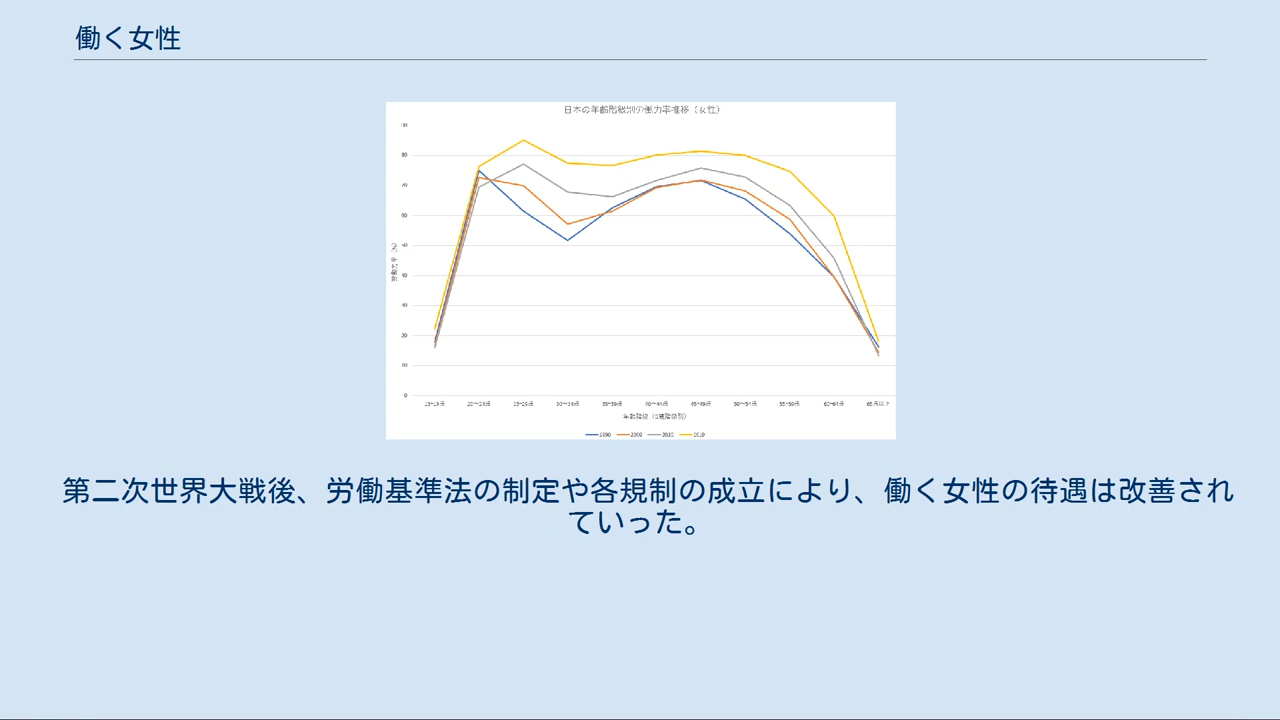 働く女性
日本の年齢階級別労働力率推移（女性）
80
70
60
20
10
0
労働力率（%）
15~19歳
20～24歳
25~29歳
30～34歳
35~39歳
40～44歳
45~49歳
50～54歳
55~59歳
60~64歳
65歳以上
年齢階級（5歳階級別）
1990
2000
2010
2019
第二次世界大戦後、労働基準法の制定や各規制の成立により、働く女性の待遇は改善され
ていった。